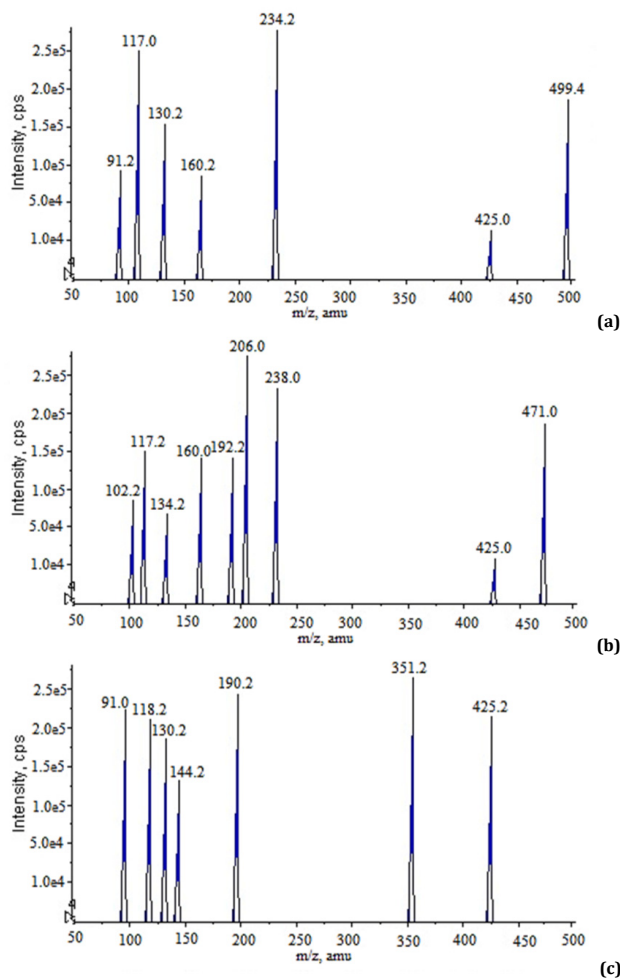 234.2
117.0
499.4
130.2
91.2
160.2
425.0
Intensity, cps
2.5e5
2.0e5
1.5e5
1.0e5
5.0e4
1.0e4
50 100 150 200 250 300 350 400 450 500
m/z, amu
(a)
206.0
238.0
117.2
160.0
192.2
471.0
102.2
134.2
425.0
Intensity, cps
2.5e5
2.0e5
1.5e5
1.0e5
5.0e4
1.0e4
50 100 150 200 250 300 350 400 450 500
m/z, amu
(b)
351.2
190.2
91.0
118.2
425.2
130.2
144.2
Intensity, cps
2.5e5
2.0e5
1.5e5
1.0e5
5.0e4
1.0e4
50 100 150 200 250 300 350 400 450 500
m/z, amu
(c)